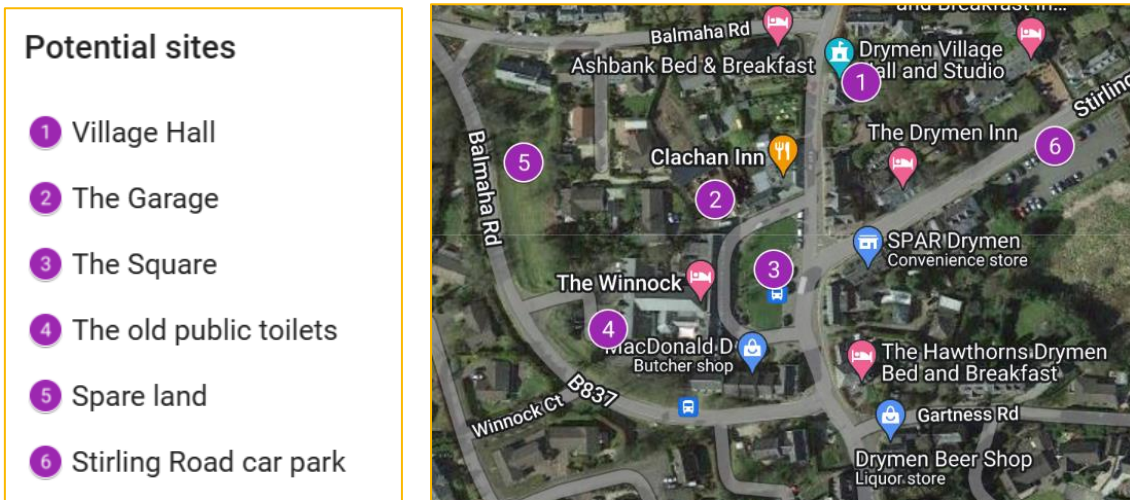 Potential sites
1 Village Hall
2 The Garage
3 The Square
4 The old public toilets
5 Spare land
6 Stirling Road car park
and Breakfast In...
Balmaha Rd
Ashbank Bed & Breakfast
Drymen Village
all and Studio
1
Stirling
6
The Drymen Inn
Clachan Inn
5
2
Balmaha Rd
SPAR Drymen
Convenience store
3
The Winnock
4
MacDonald D
Butcher shop
The Hawthorns Drymen
Bed and Breakfast
B837
Winnock Ct
Gartness Rd
Drymen Beer Shop
Liquor store